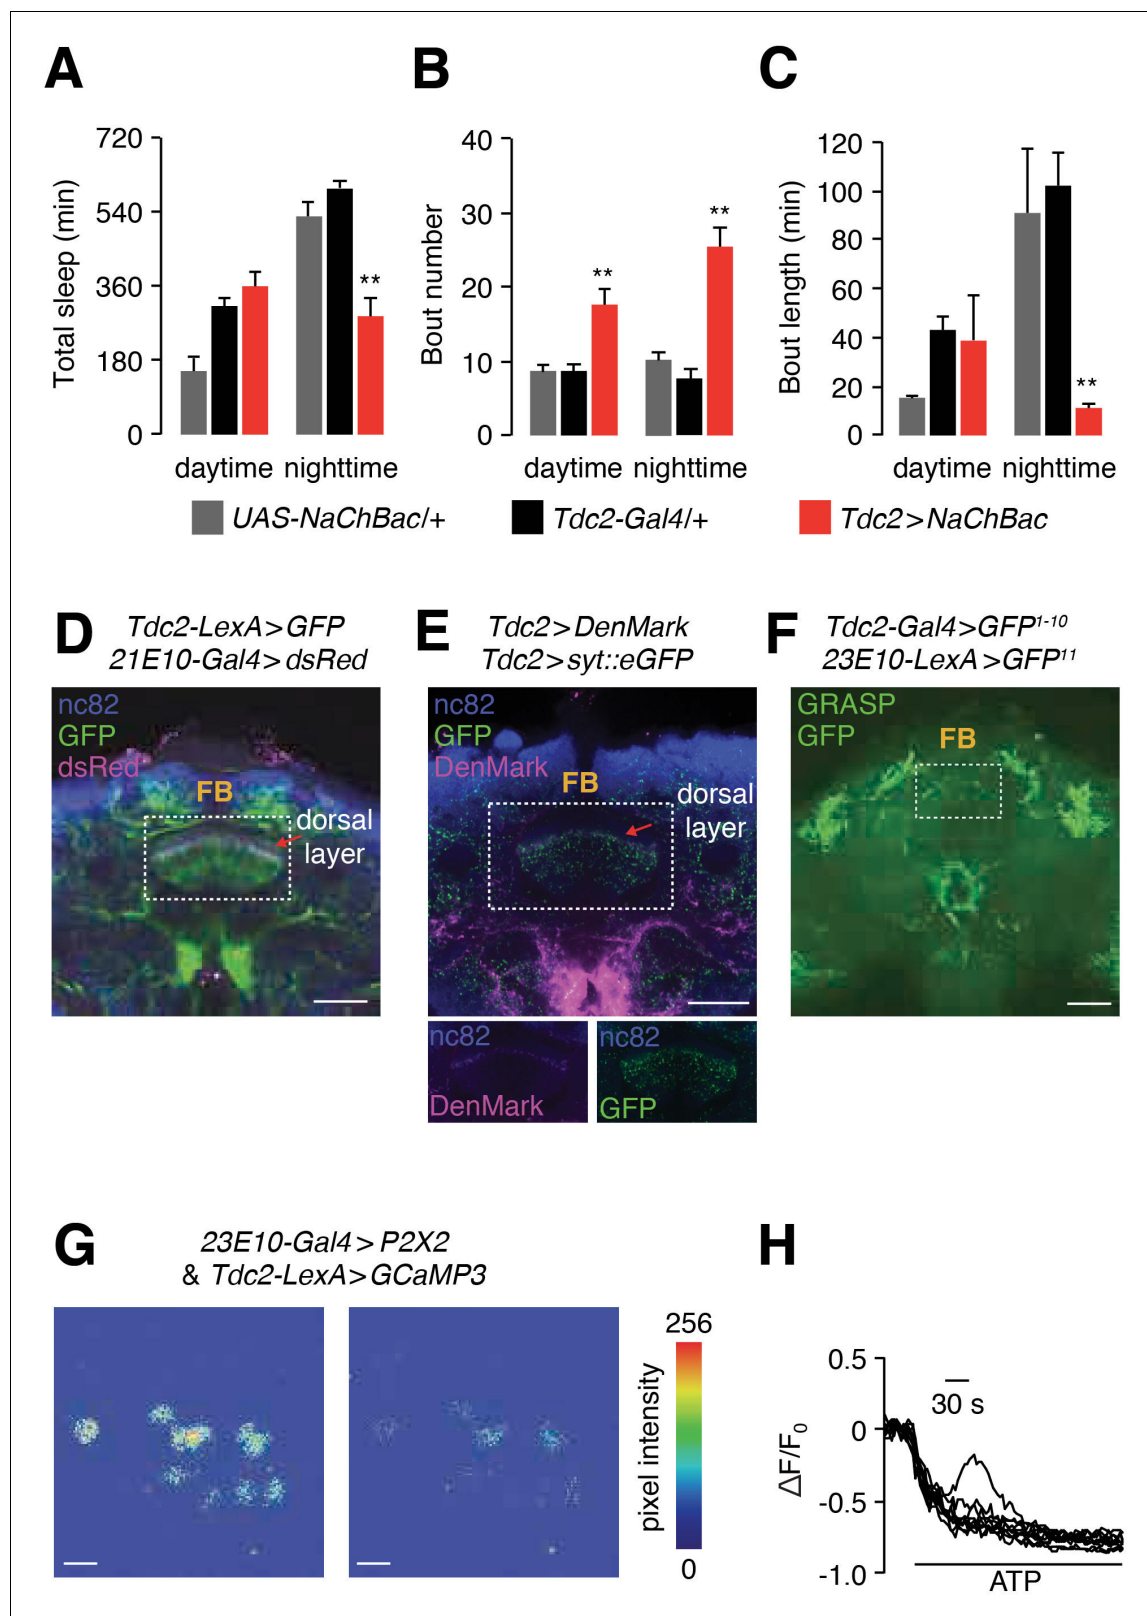 A
B
C
720
540
360
180
0
Total sleep (min)
**
daytime nighttime
40
30
20
10
0
Bout number
**
**
daytime nighttime
120
100
80
60
40
20
0
Bout length (min)
**
daytime nighttime
UAS-NaChBac/+
Tdc2-Gal4/+
Tdc2>NaChBac
D
Tdc2-LexA>GFP
21E10-Gal4>dsRed
nc82
GFP
dsRed
FB
dorsal
layer
E
Tdc2>DenMark
Tdc2>syt::eGFP
nc82
GFP
DenMark
FB
dorsal
layer
nc82
DenMark
nc82
GFP
F
Tdc2-Gal4>GFP¹⁻¹⁰
23E10-LexA>GFP¹¹
GRASP
GFP
FB
G
23E10-Gal4>P2X2
& Tdc2-LexA>GCaMP3
256
pixel intensity
0
H
0.5
0
-0.5
-1.0
ΔF/F₀
30 s
ATP